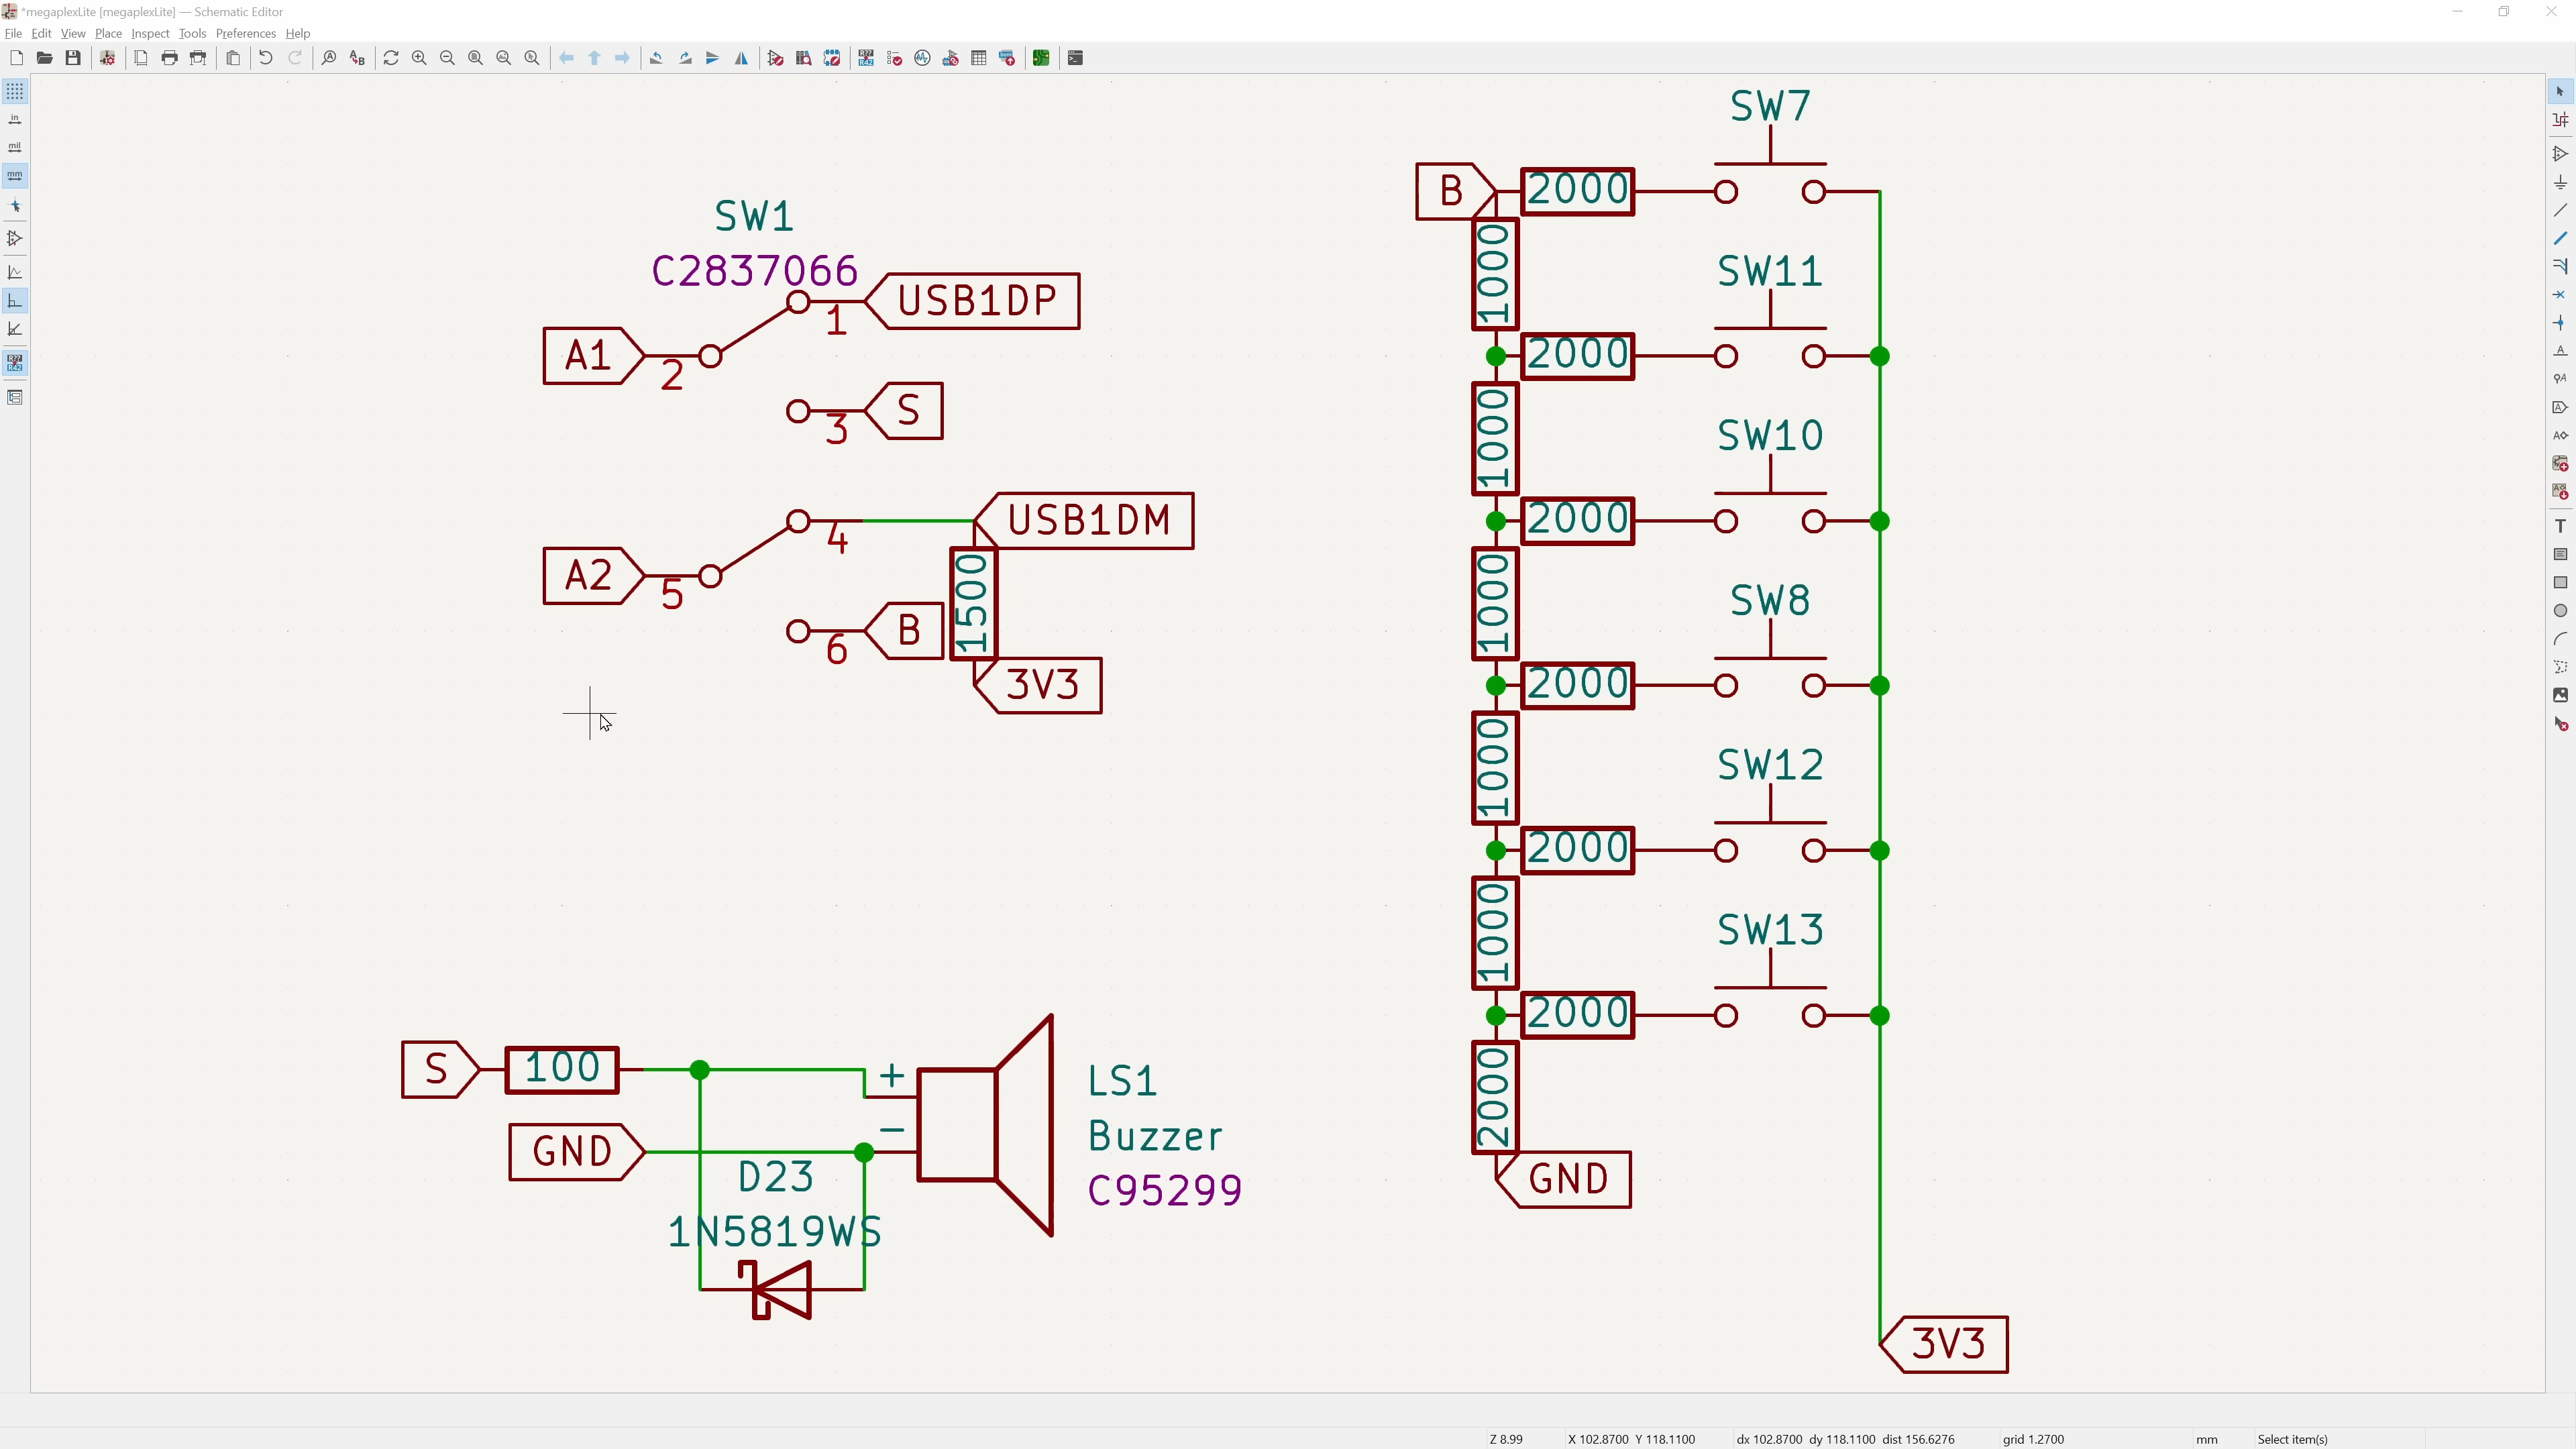 *megaplexLite [megaplexLite] — Schematic Editor
File Edit View Place Inspect Tools Preferences Help
in
mil
mm
SW1
C2837066
A1
2
1
USB1DP
3
S
A2
5
4
USB1DM
1500
6
B
3V3
S
100
GND
+
−
D23
1N5819WS
LS1
Buzzer
C95299
SW7
B
2000
1000
SW11
2000
1000
SW10
2000
1000
SW8
2000
1000
SW12
2000
1000
SW13
2000
2000
GND
3V3
Z 8.99 X 102.8700 Y 118.1100 dx 102.8700 dy 118.1100 dist 156.6276 grid 1.2700 mm Select item(s)